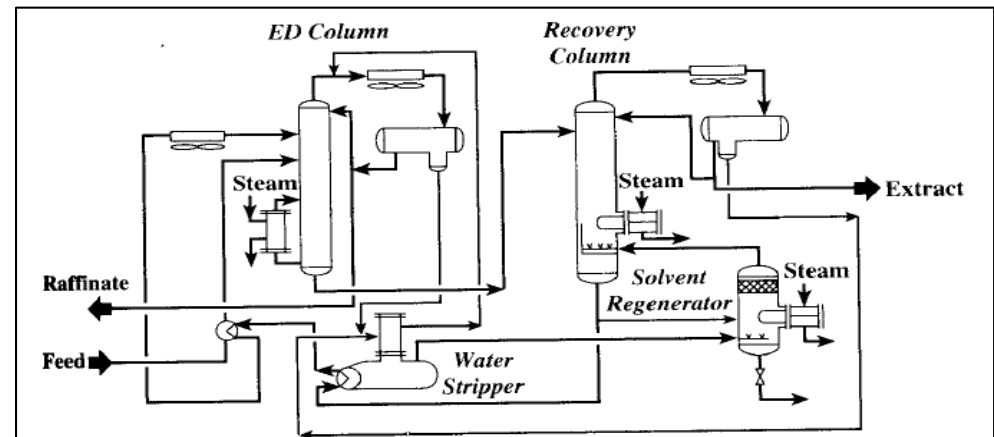 ED Column
Recovery
Column
Steam
Steam
Extract
Raffinate
Solvent
Regenerator
Steam
Feed
Water
Stripper